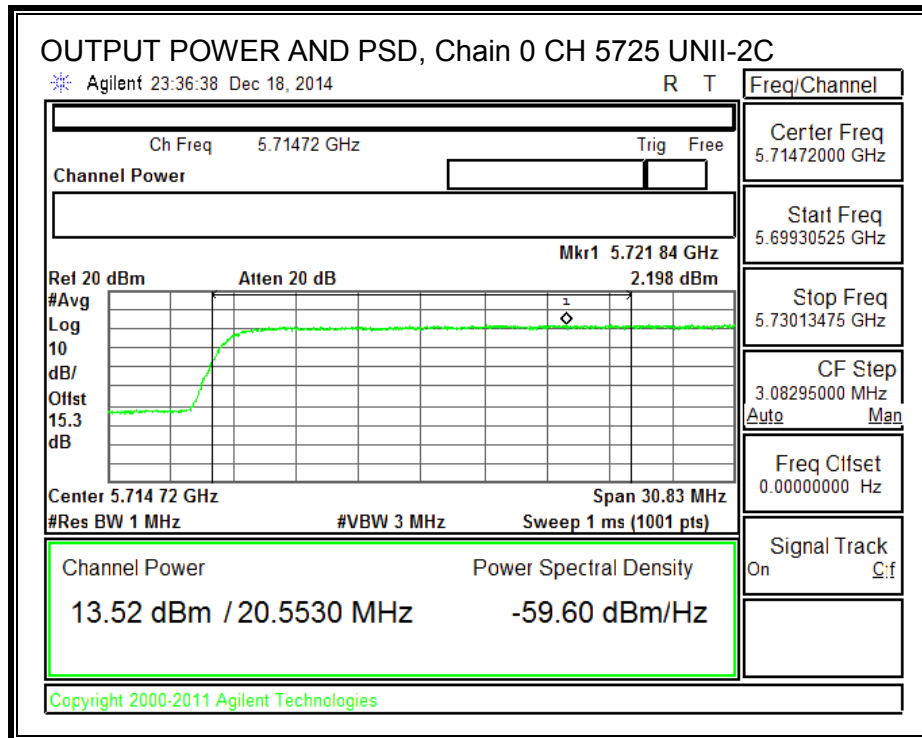 OUTPUT POWER AND PSD, Chain 0 CH 5725 UNII-2C
Agilent 23:36:38 Dec 18, 2014 R T
Freq/Channel
Ch Freq 5.71472 GHz Trig Free
Channel Power
Center Freq
5.71472000 GHz
Start Freq
5.69930525 GHz
Mkr1 5.721 84 GHz
Ref 20 dBm Atten 20 dB 2.198 dBm
#Avg
Log
10
dB/
Offst
15.3
dB
1
Stop Freq
5.73013475 GHz
CF Step
3.08295000 MHz
Auto Man
Center 5.714 72 GHz Span 30.83 MHz
#Res BW 1 MHz #VBW 3 MHz Sweep 1 ms (1001 pts)
Freq Offset
0.00000000 Hz
Signal Track
On Off
Channel Power Power Spectral Density
13.52 dBm / 20.5530 MHz -59.60 dBm/Hz
Copyright 2000-2011 Agilent Technologies